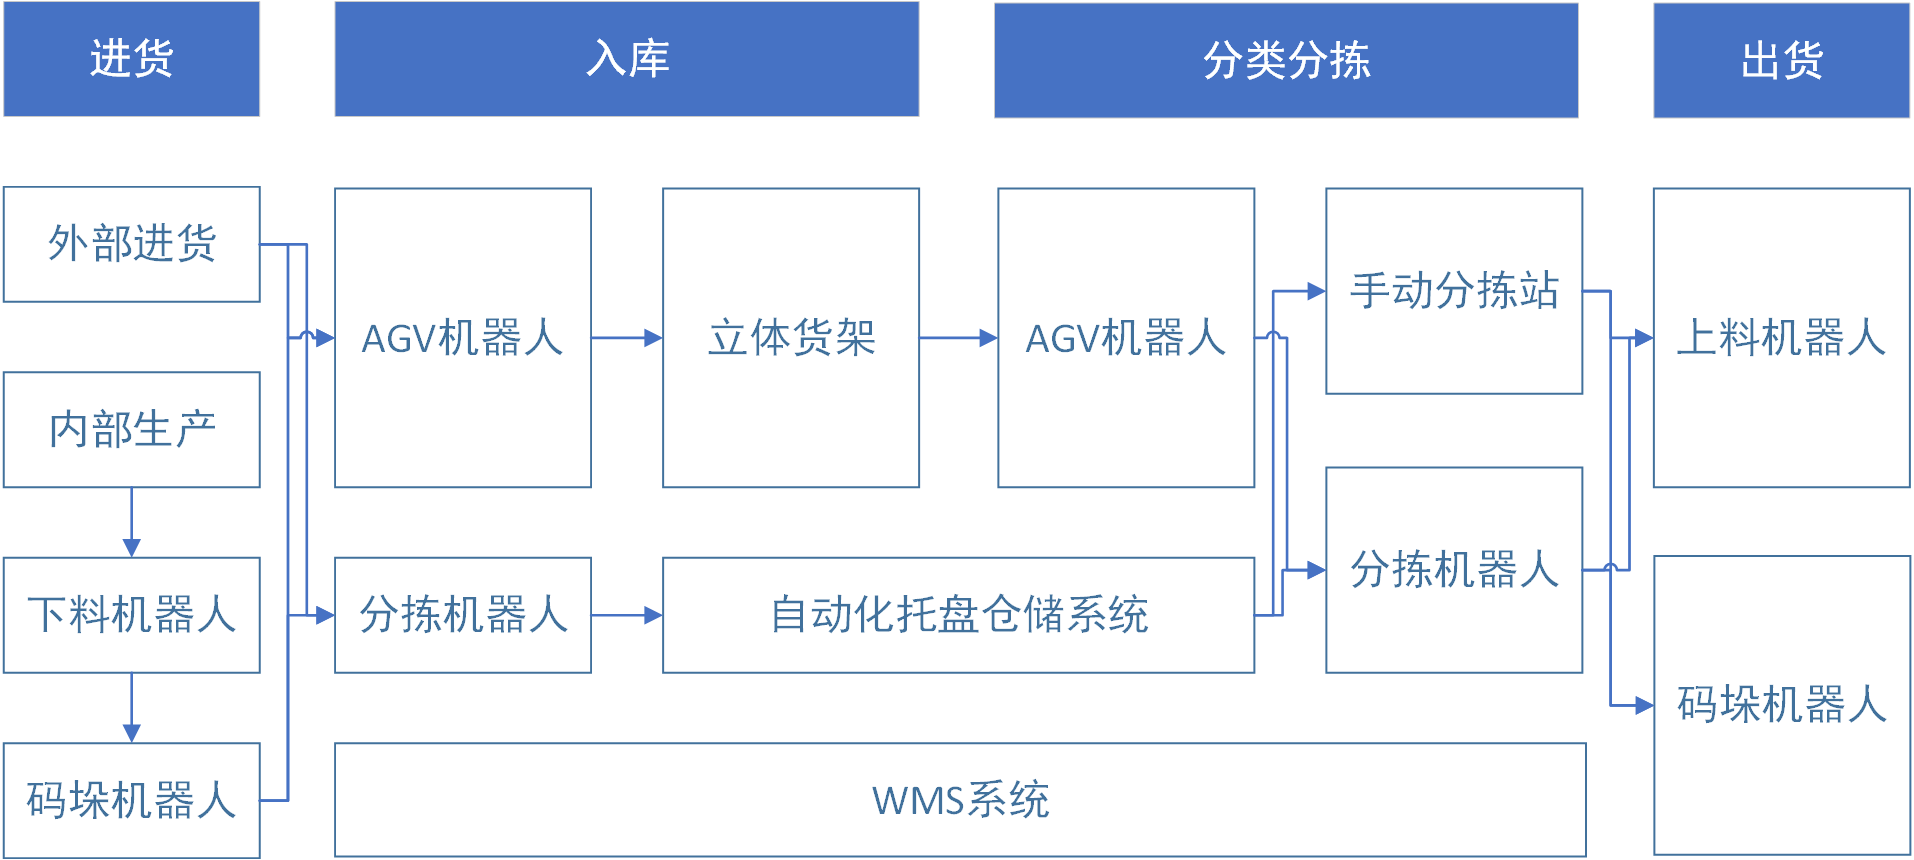 进货
入库
分类分拣
出货
外部进货
内部生产
下料机器人
码垛机器人
AGV机器人
立体货架
AGV机器人
手动分拣站
分拣机器人
上料机器人
分拣机器人
自动化托盘仓储系统
码垛机器人
WMS系统